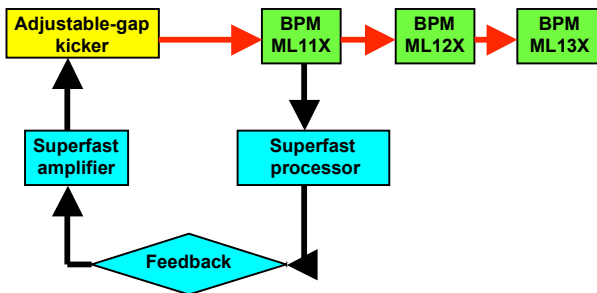 Adjustable-gap
kicker
BPM
ML11X
BPM
ML12X
BPM
ML13X
Superfast
amplifier
Superfast
processor
Feedback